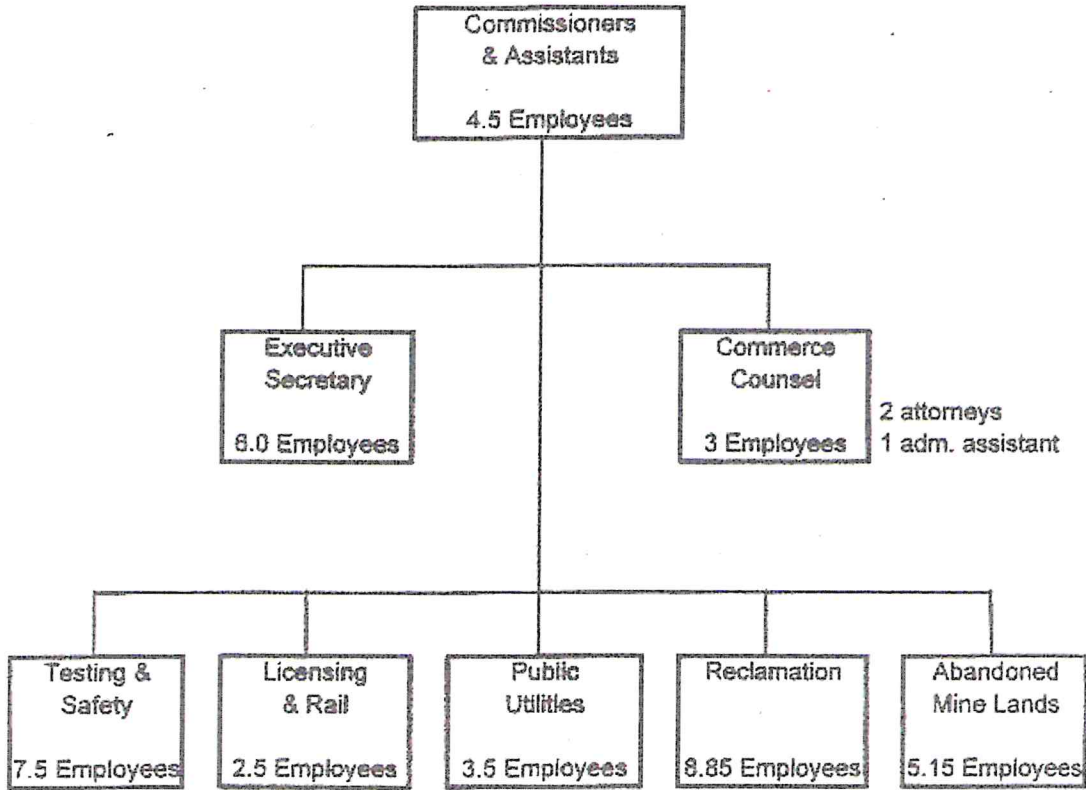 Commissioners
& Assistants
4.5 Employees
Executive
Secretary
6.0 Employees
Commerce
Counsel
3 Employees
2 attorneys
1 adm. assistant
Testing &
Safety
7.5 Employees
Licensing
& Rail
2.5 Employees
Public
Utilities
3.5 Employees
Reclamation
8.85 Employees
Abandoned
Mine Lands
5.15 Employees